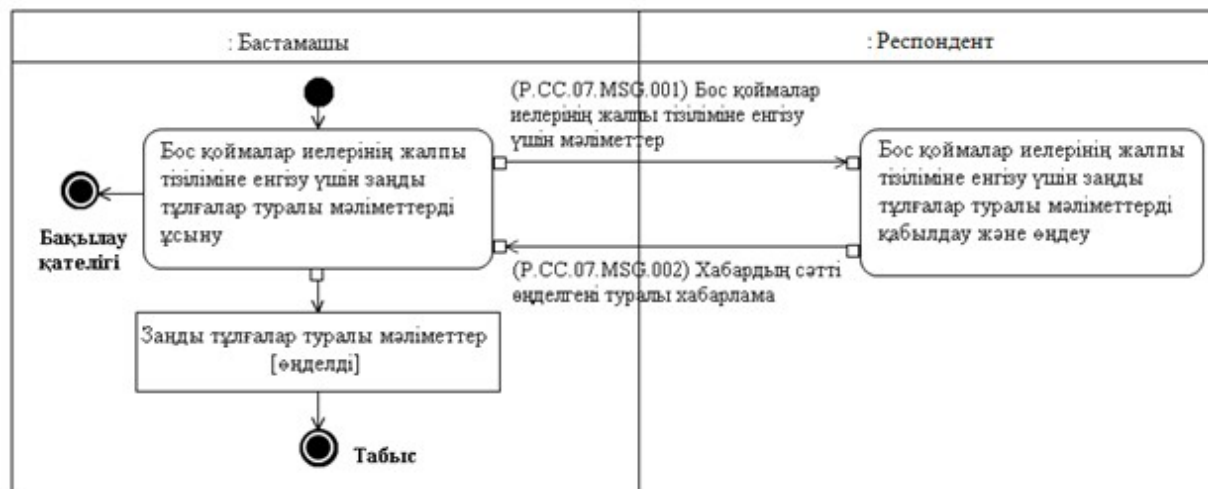 : Бастамашы
: Респондент
(P.CC.07.MSG.001) Бос қоймалар
иелерінің жалпы тізіліміне енгізу
үшін мәліметтер
Бос қоймалар иелерінің жалпы
тізіліміне енгізу үшін заңды
тұлғалар туралы мәліметтерді
ұсыну
Бос қоймалар иелерінің жалпы
тізіліміне енгізу үшін заңды
тұлғалар туралы мәліметтерді
қабылдау және өңдеу
Бақылау
қателігі
(P.CC.07.MSG.002) Хабардың сәтті
өңделгені туралы хабарлама
Заңды тұлғалар туралы мәліметтер
[өңделді]
Табыс